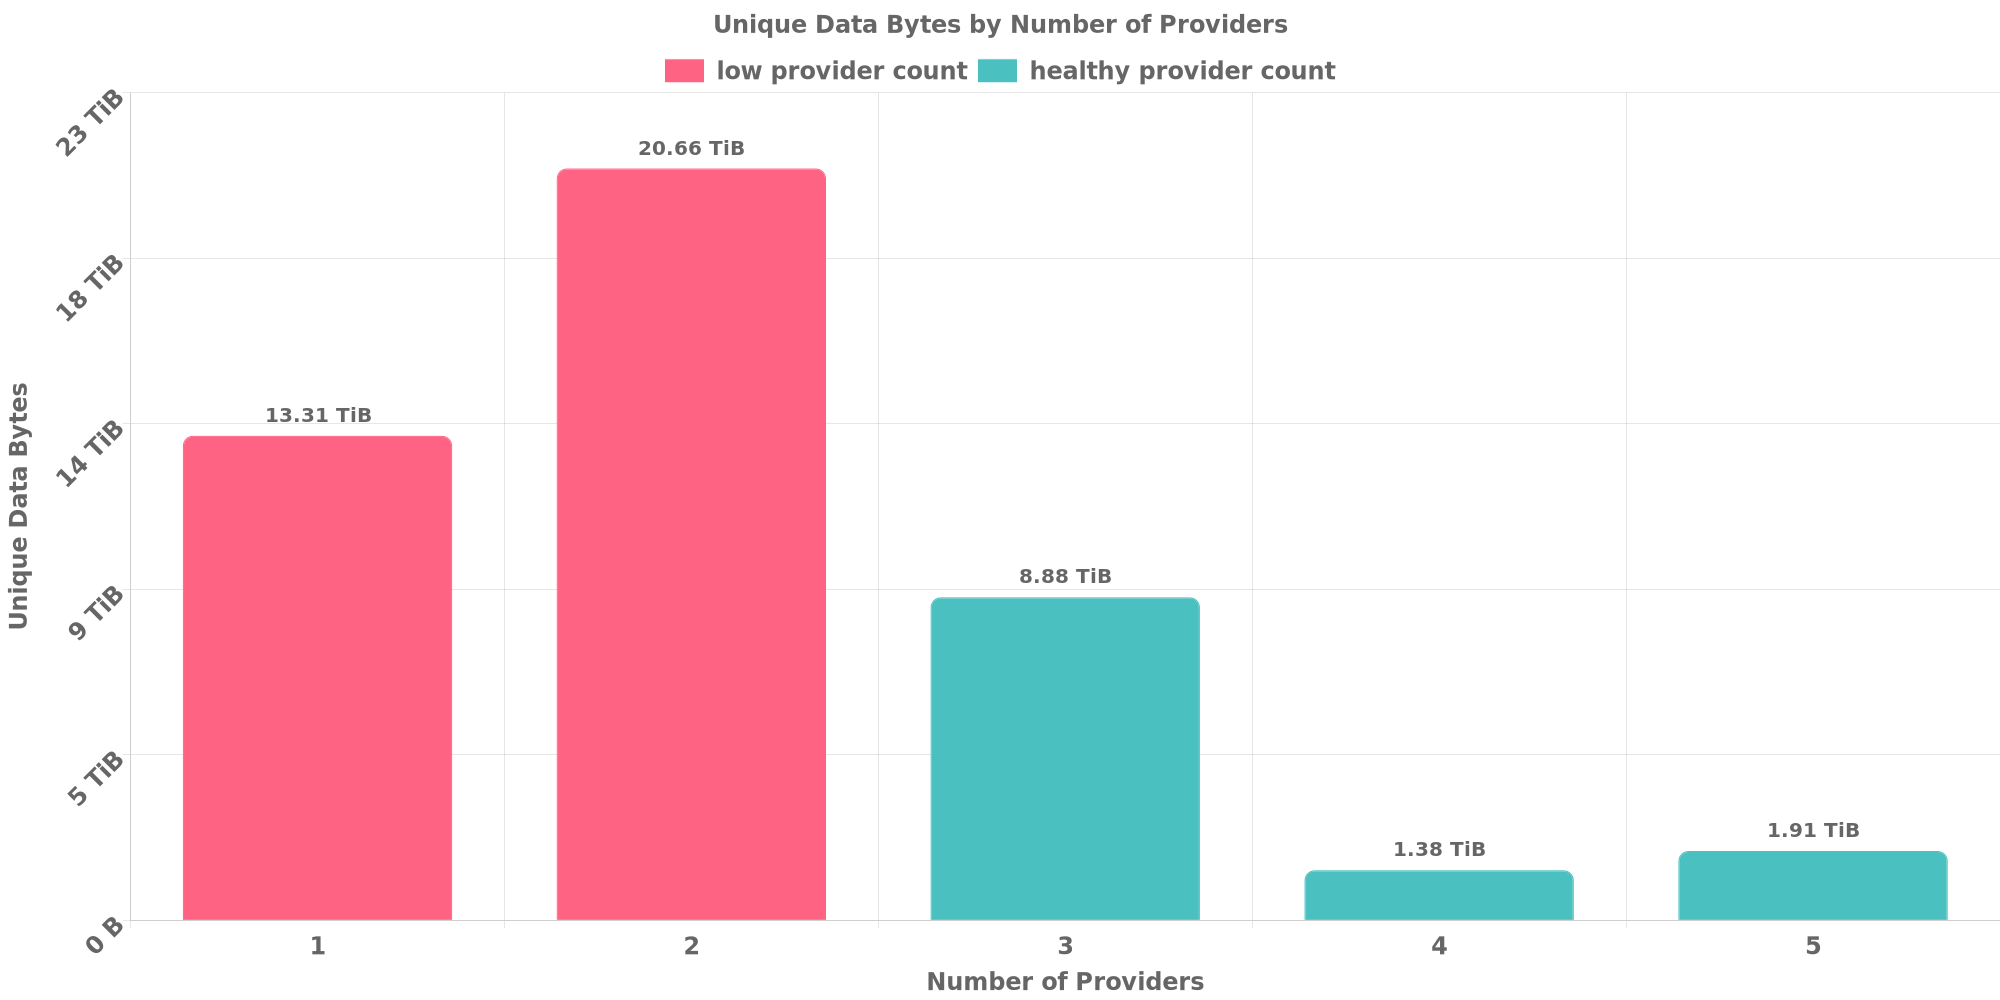 Unique Data Bytes by Number of Providers
low provider count healthy provider count
23 TiB
18 TiB
14 TiB
9 TiB
5 TiB
0 B
Unique Data Bytes
13.31 TiB
20.66 TiB
8.88 TiB
1.38 TiB
1.91 TiB
1 2 3 4 5
Number of Providers